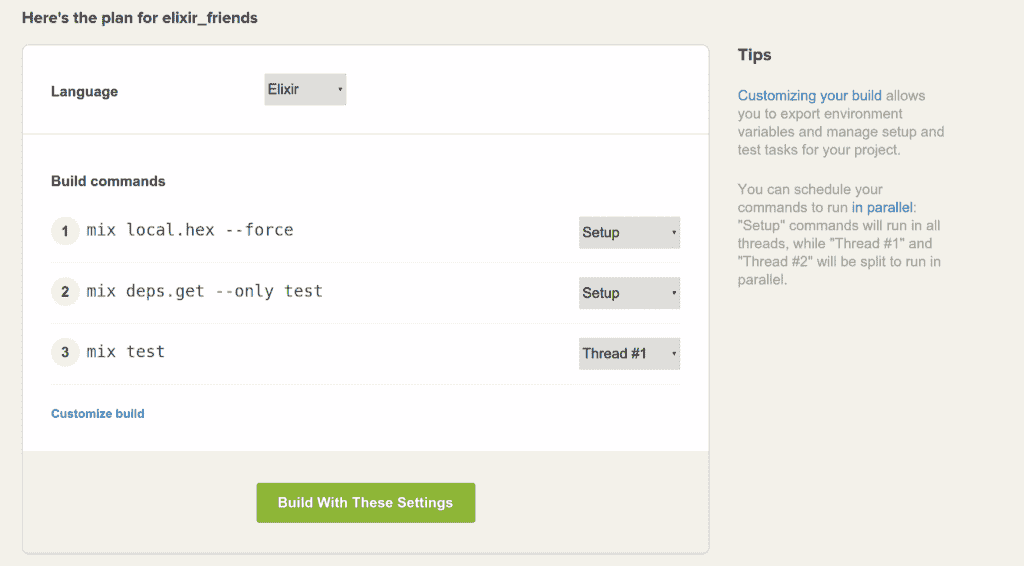 Here's the plan for elixir_friends
Language
Elixir
Build commands
1 mix local.hex --force
Setup
2 mix deps.get --only test
Setup
3 mix test
Thread #1
Customize build
Build With These Settings
Tips
Customizing your build allows
you to export environment
variables and manage setup and
test tasks for your project.
You can schedule your
commands to run in parallel:
"Setup" commands will run in all
threads, while "Thread #1" and
"Thread #2" will be split to run in
parallel.